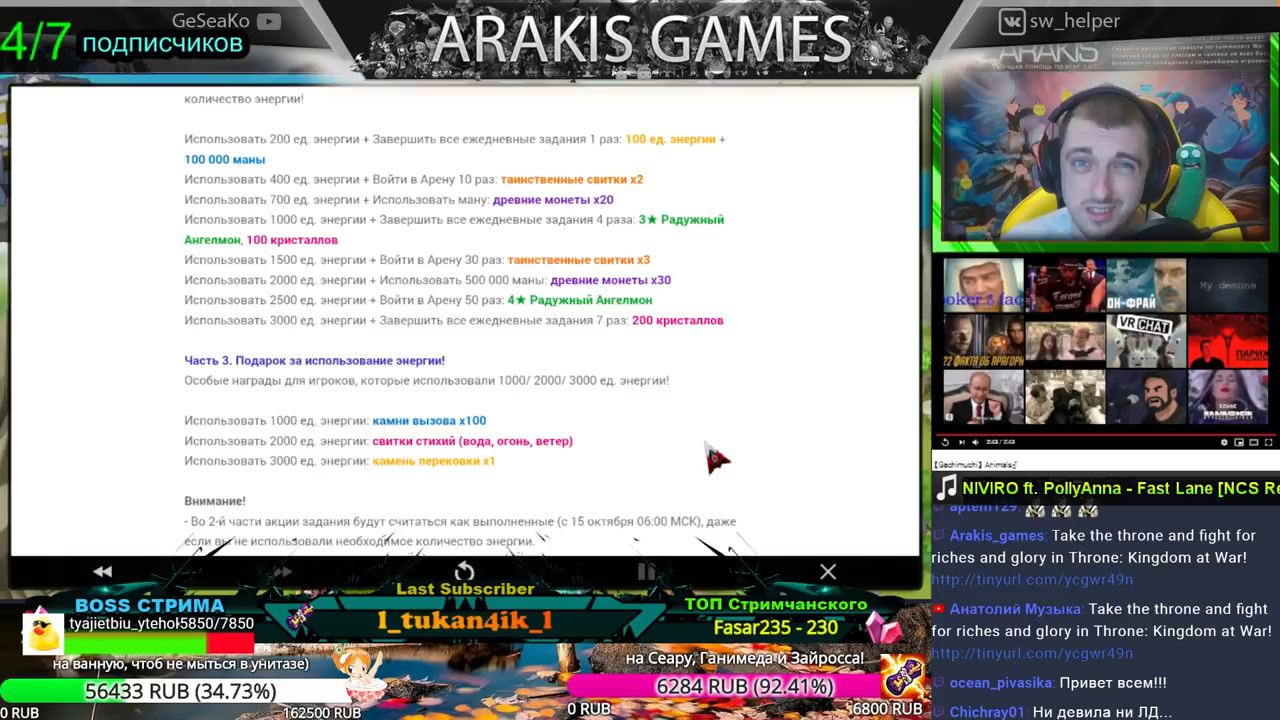 4/7 подписчиков
GeSeaKo
ARAKIS GAMES
sw_helper
ARAKIS
количество энергии!
Использовать 200 ед. энергии + Завершить все ежедневные задания 1 раз: 100 ед. энергии +
100 000 маны
Использовать 400 ед. энергии + Войти в Арену 10 раз: таинственные свитки x2
Использовать 700 ед. энергии + Использовать ману: древние монеты x20
Использовать 1000 ед. энергии + Завершить все ежедневные задания 4 раза: 3★ Радужный
Ангелмон, 100 кристаллов
Использовать 1500 ед. энергии + Войти в Арену 30 раз: таинственные свитки x3
Использовать 2000 ед. энергии + Использовать 500 000 маны: древние монеты x30
Использовать 2500 ед. энергии + Войти в Арену 50 раз: 4★ Радужный Ангелмон
Использовать 3000 ед. энергии + Завершить все ежедневные задания 7 раз: 200 кристаллов
Часть 3. Подарок за использование энергии!
Особые награды для игроков, которые использовали 1000/ 2000/ 3000 ед. энергии!
Использовать 1000 ед. энергии: камни вызова x100
Использовать 2000 ед. энергии: свитки стихий (вода, огонь, ветер)
Использовать 3000 ед. энергии: камень перековки x1
Внимание!
- Во 2-й части акции задания будут считаться как выполненные (с 15 октября 06:00 МСК), даже
если вы не использовали необходимое количество энергии.
My demons
VR CHAT
ПАРИЖ
【Gachimuchi】Animals♂
NIVIRO ft. PollyAnna - Fast Lane [NCS Re
aptem129:
Arakis_games: Take the throne and fight for
riches and glory in Throne: Kingdom at War!
http://tinyurl.com/ycgwr49n
Анатолий Музыка: Take the throne and fight
for riches and glory in Throne: Kingdom at War!
http://tinyurl.com/ycgwr49n
ocean_pivasika: Привет всем!!!
Chichray01: Ни девила ни ЛД...
BOSS СТРИМА
tyajietbiu_ytehok
5850/7850
Last Subscriber
l_tukan4ik_l
ТОП Стримчанского
Fasar235 - 230
на ванную, чтоб не мыться в унитазе)
56433 RUB (34.73%)
0 RUB
162500 RUB
на Сеару, Ганимеда и Зайросса!
6284 RUB (92.41%)
0 RUB
6800 RUB